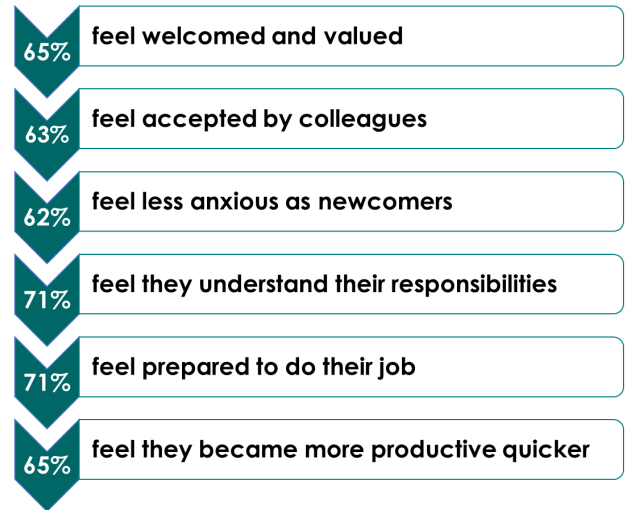 65% feel welcomed and valued
63% feel accepted by colleagues
62% feel less anxious as newcomers
71% feel they understand their responsibilities
71% feel prepared to do their job
65% feel they became more productive quicker